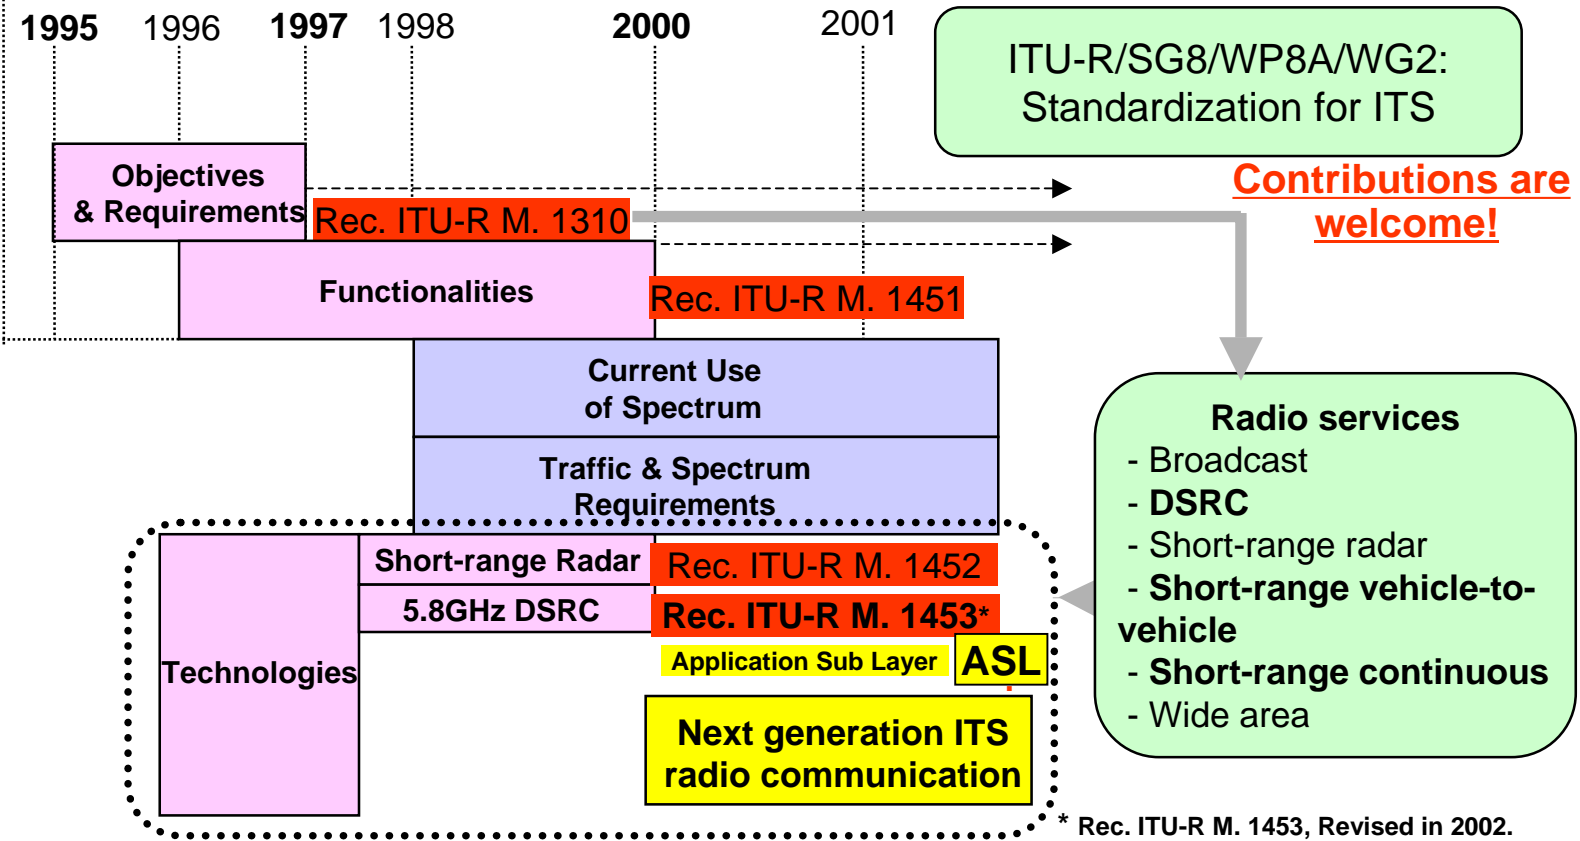 1995 1996 1997 1998 2000 2001
ITU-R/SG8/WP8A/WG2:
Standardization for ITS
Contributions are
welcome!
Objectives
& Requirements
Rec. ITU-R M. 1310
Functionalities
Rec. ITU-R M. 1451
Current Use
of Spectrum
Traffic & Spectrum
Requirements
Technologies
Short-range Radar
Rec. ITU-R M. 1452
5.8GHz DSRC
Rec. ITU-R M. 1453*
Application Sub Layer
ASL
Next generation ITS
radio communication
Radio services
- Broadcast
- DSRC
- Short-range radar
- Short-range vehicle-to-
vehicle
- Short-range continuous
- Wide area
* Rec. ITU-R M. 1453, Revised in 2002.